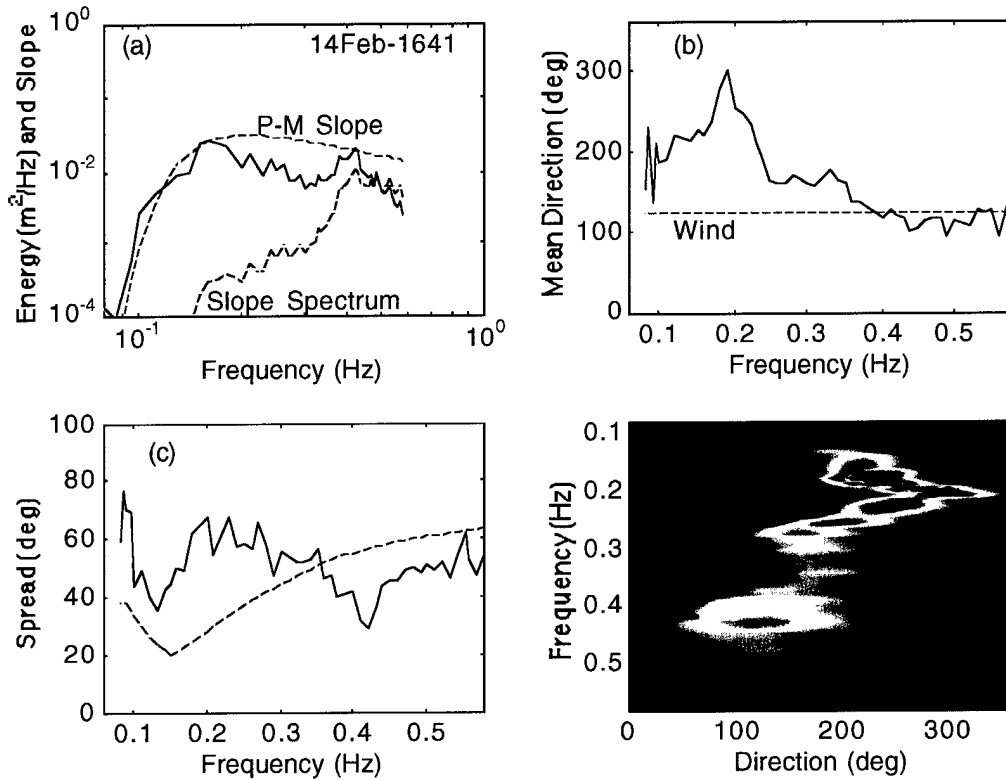 (a)
14Feb-1641
P-M Slope
Slope Spectrum
10^0
10^-2
10^-4
10^-1
10^0
Energy (m^2/Hz) and Slope
Frequency (Hz)
(b)
Wind
300
200
100
0
0.1 0.2 0.3 0.4 0.5
Mean Direction (deg)
Frequency (Hz)
(c)
100
80
60
40
20
0
0.1 0.2 0.3 0.4 0.5
Spread (deg)
Frequency (Hz)
0.1
0.2
0.3
0.4
0.5
0 100 200 300
Frequency (Hz)
Direction (deg)